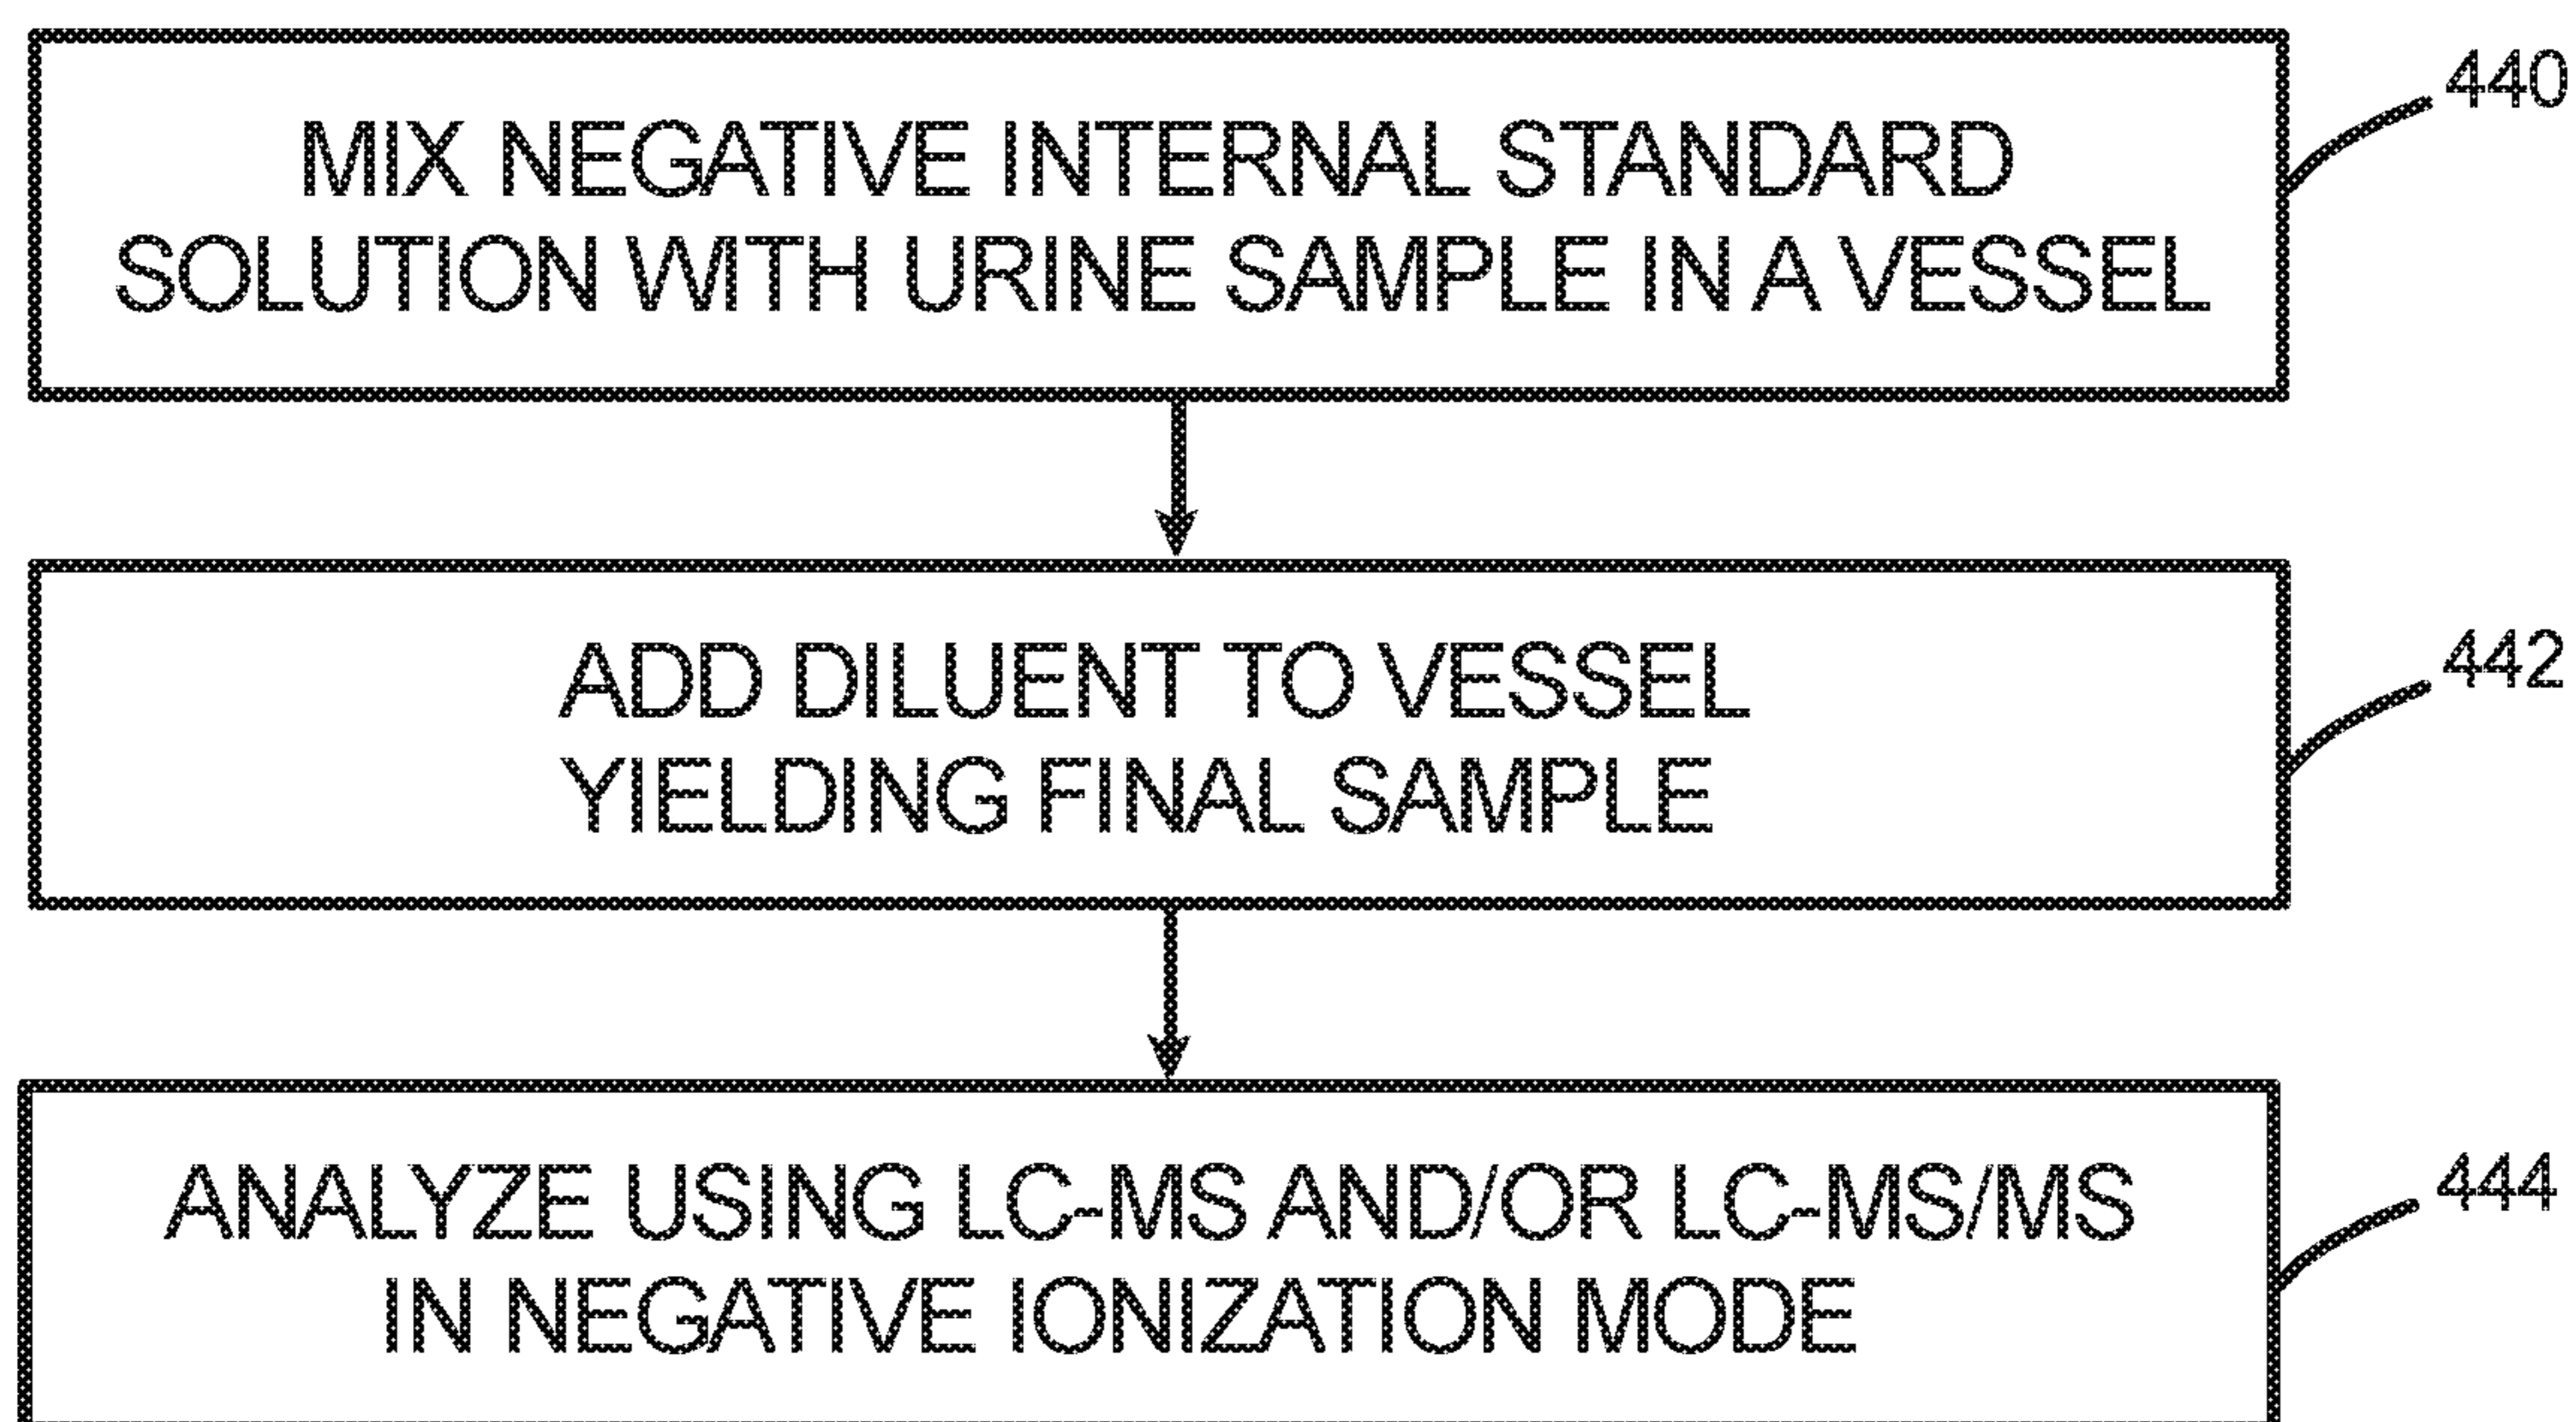 MIX NEGATIVE INTERNAL STANDARD
SOLUTION WITH URINE SAMPLE IN A VESSEL
440
ADD DILUENT TO VESSEL
YIELDING FINAL SAMPLE
442
ANALYZE USING LC-MS AND/OR LC-MS/MS
IN NEGATIVE IONIZATION MODE
444